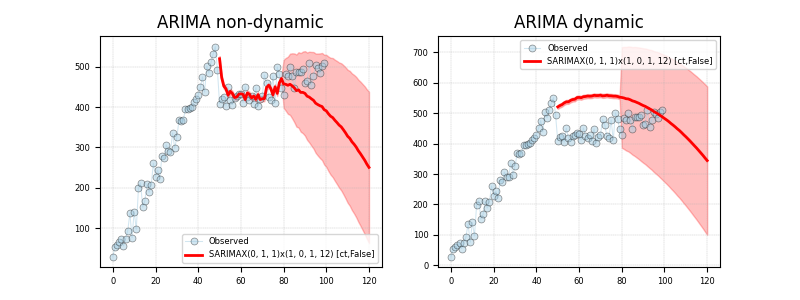 ARIMA non-dynamic
500
400
300
200
100
0 20 40 60 80 100 120
Observed
SARIMAX(0, 1, 1)x(1, 0, 1, 12) [ct,False]
ARIMA dynamic
Observed
SARIMAX(0, 1, 1)x(1, 0, 1, 12) [ct,False]
700
600
500
400
300
200
100
0
0 20 40 60 80 100 120